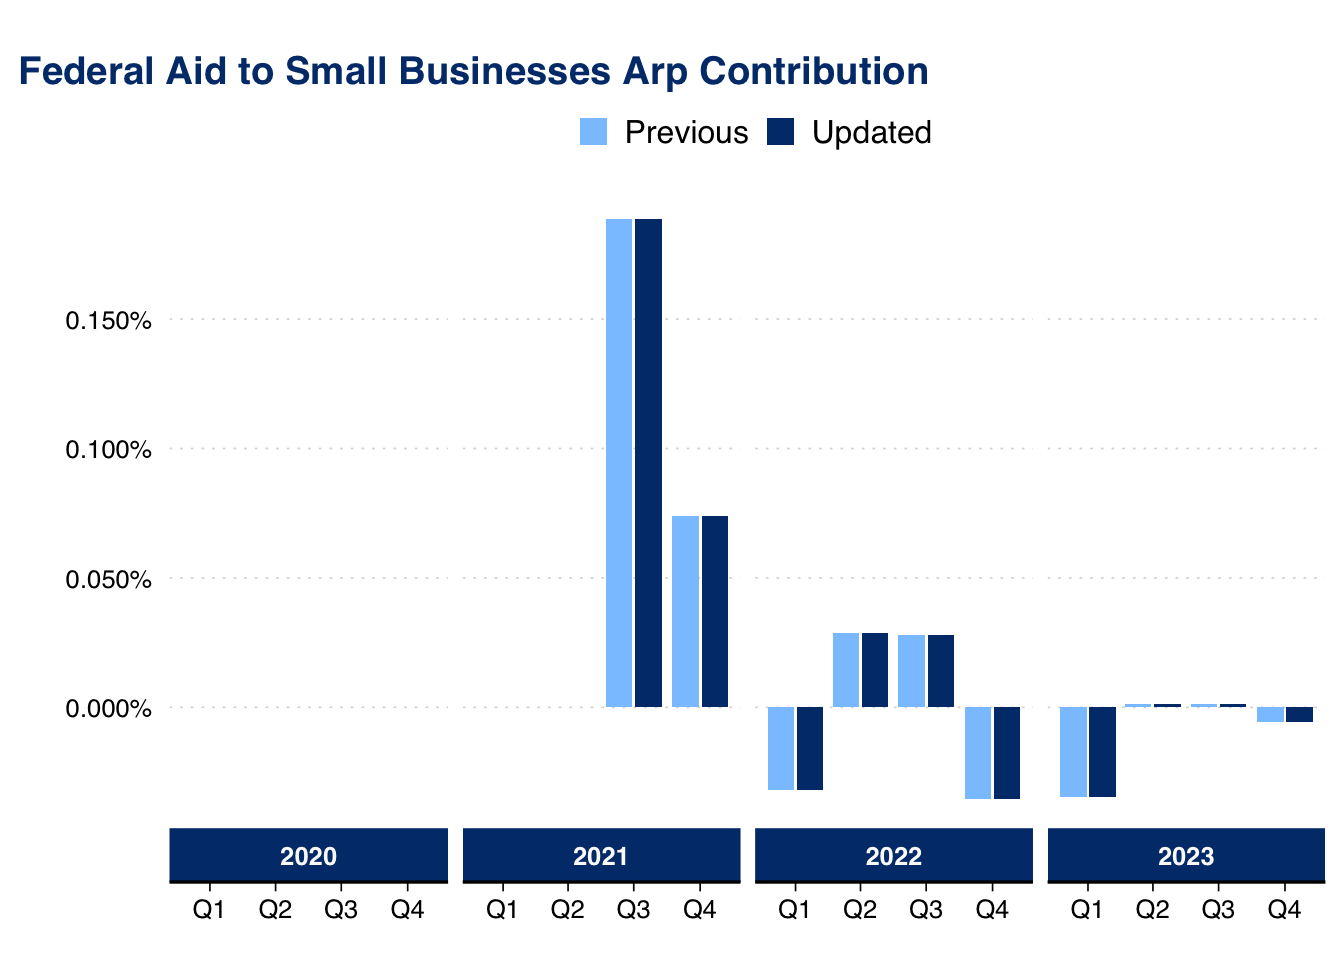 Federal Aid to Small Businesses Arp Contribution
Previous Updated
0.150%
0.100%
0.050%
0.000%
2020 2021 2022 2023
Q1 Q2 Q3 Q4 Q1 Q2 Q3 Q4 Q1 Q2 Q3 Q4 Q1 Q2 Q3 Q4